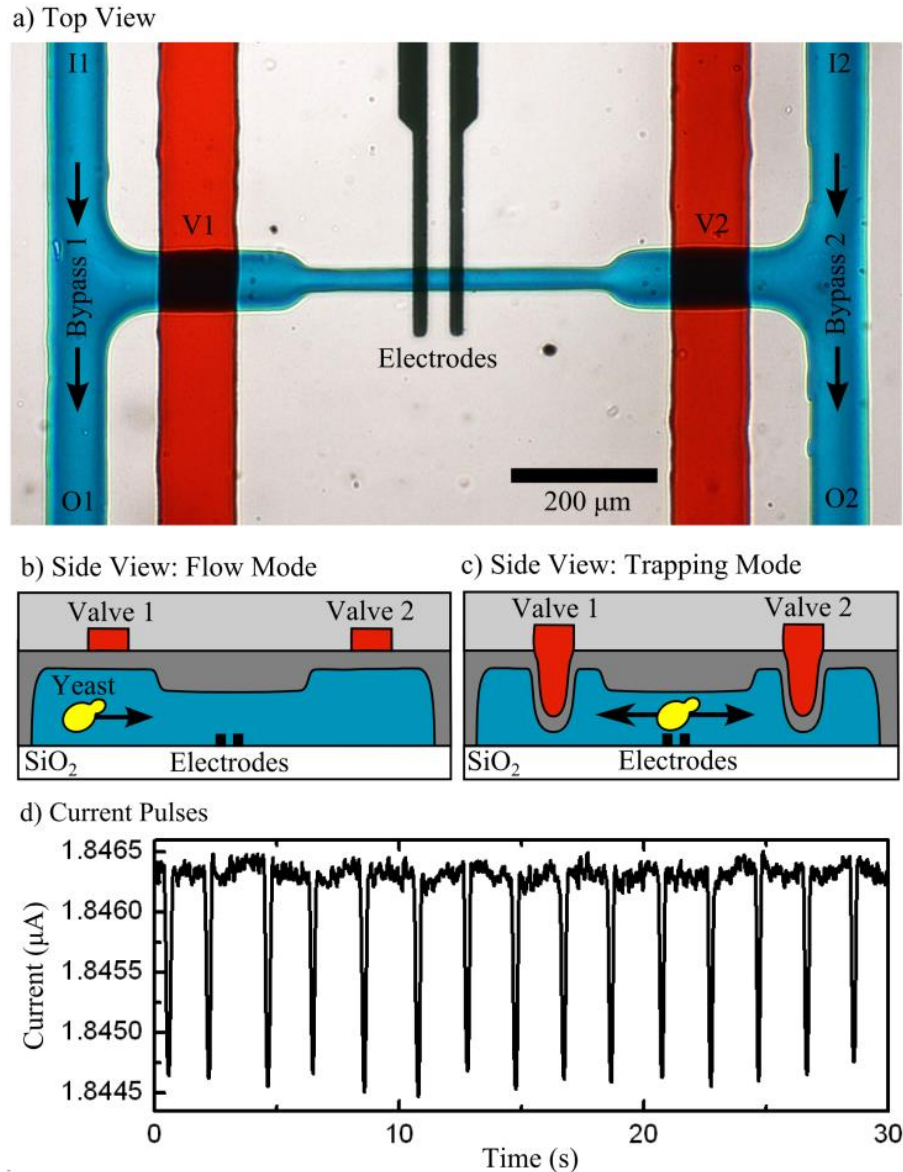 a) Top View
I1
I2
V1
V2
Bypass 1
Bypass 2
Electrodes
200 µm
O1
O2
b) Side View: Flow Mode
c) Side View: Trapping Mode
Valve 1
Valve 2
Valve 1
Valve 2
Yeast
SiO₂
Electrodes
SiO₂
Electrodes
d) Current Pulses
1.8465
1.8460
1.8455
1.8450
1.8445
Current (µA)
0
10
20
30
Time (s)